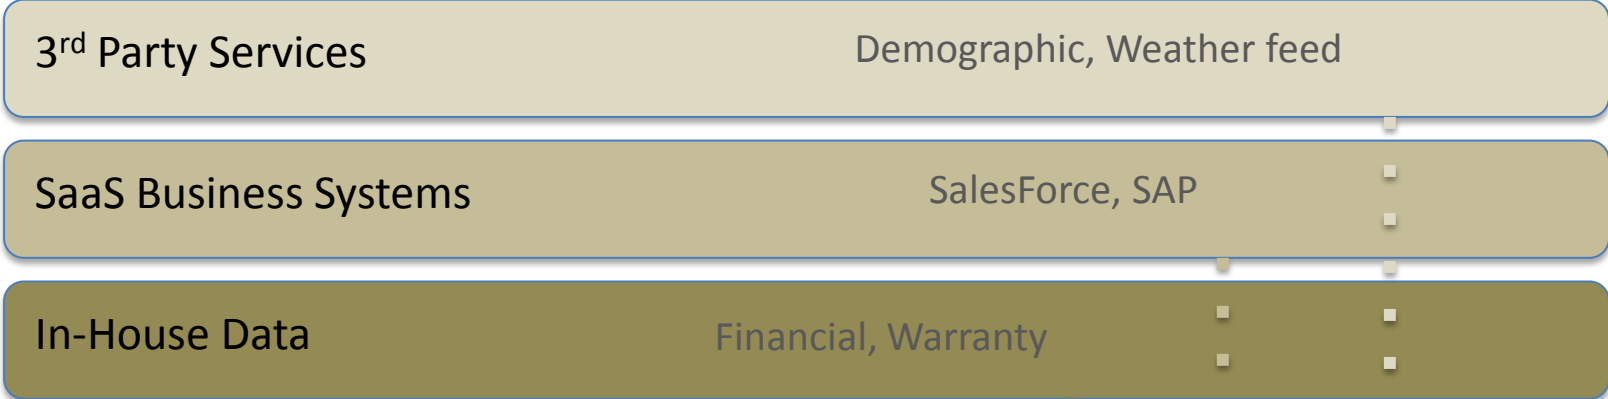 3rd Party Services
Demographic, Weather feed
SaaS Business Systems
SalesForce, SAP
In-House Data
Financial, Warranty